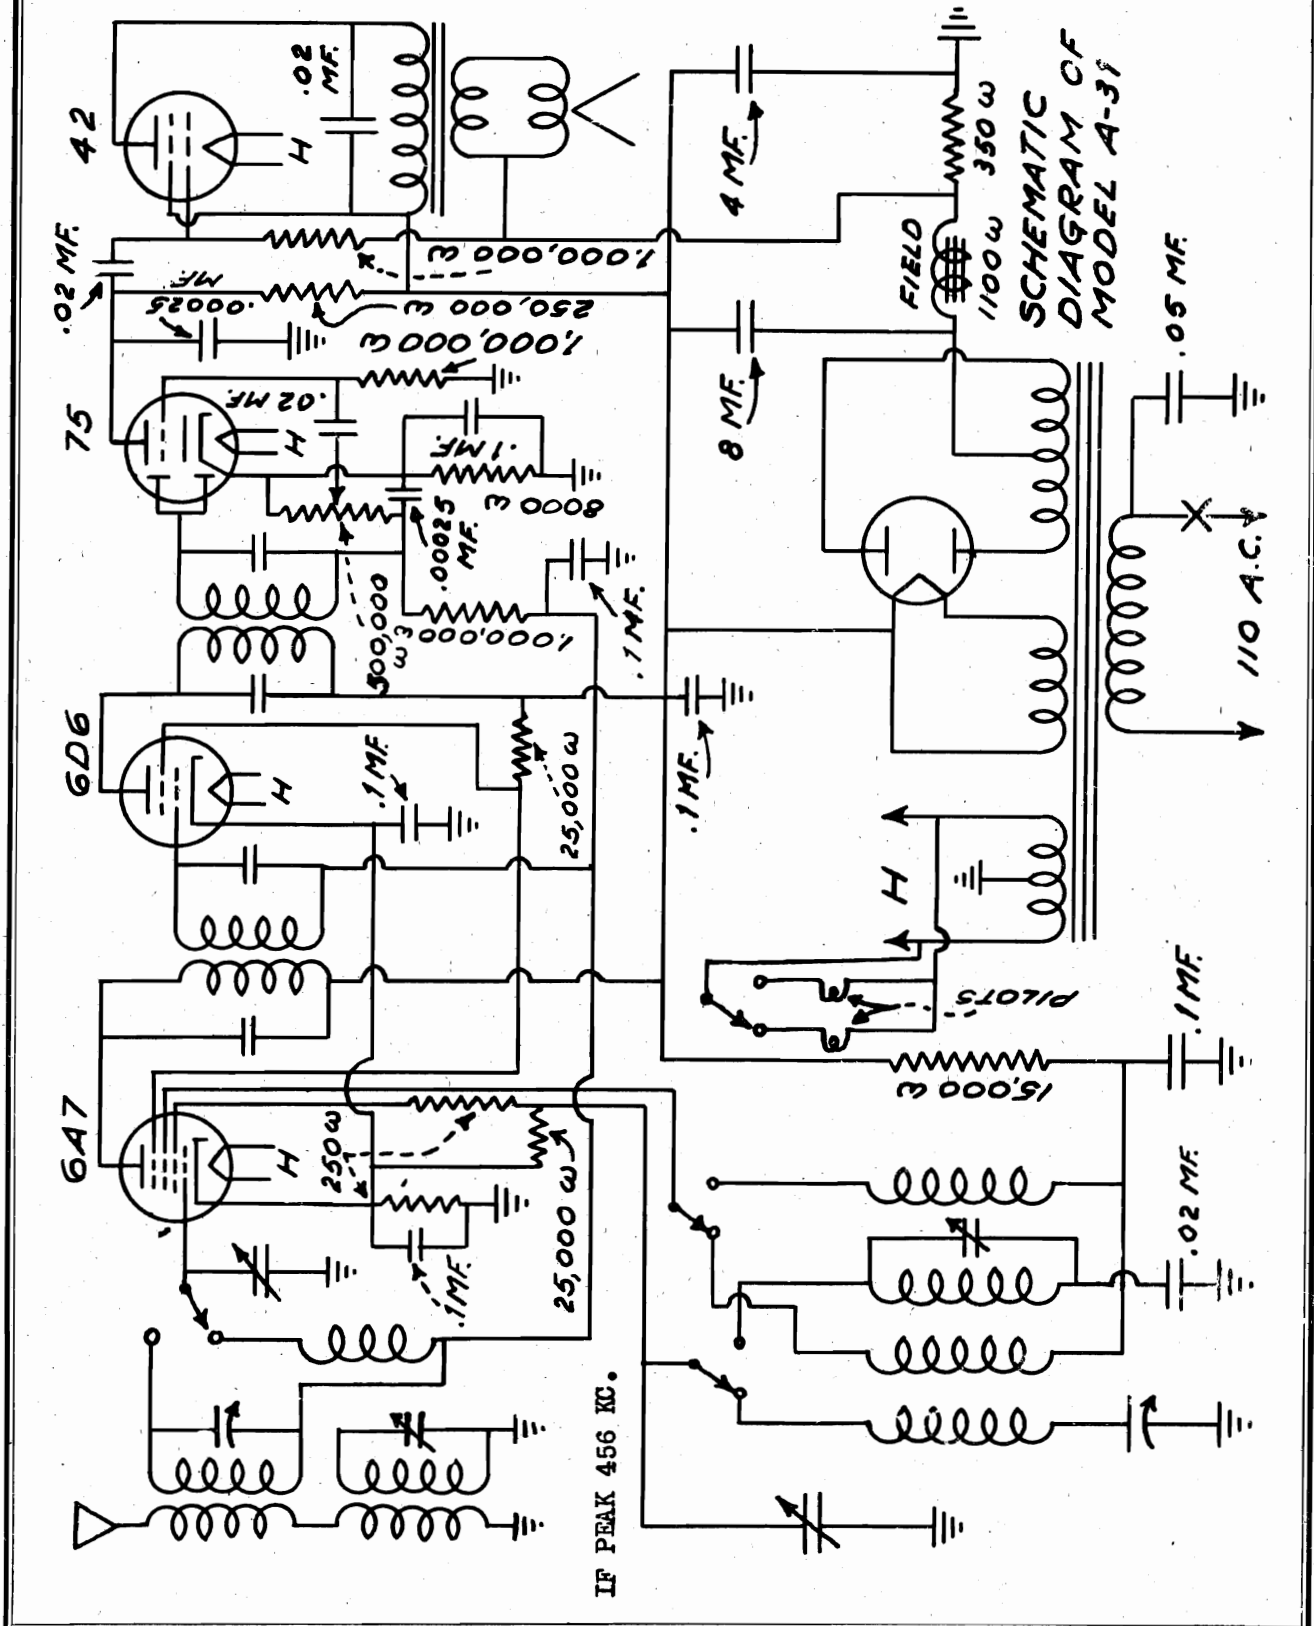 6A7
6D6
75
42
.02 MF.
.02
MF.
.00025
MF.
250,000 ω
1,000,000 ω
1,000,000 ω
.02 MF.
.1 MF.
8000 ω
.00025
MF.
500,000
ω
1,000,000
.1 MF.
H
H
H
H
.1 MF.
25,000 ω
.1 MF.
250 ω
.1 MF.
25,000 ω
IF PEAK 456 KC.
4 MF.
8 MF.
FIELD
1100 ω
350 ω
SCHEMATIC
DIAGRAM OF
MODEL A-31
H
PILOTS
15,000 ω
.1 MF.
.02 MF.
110 A.C.
.05 MF.